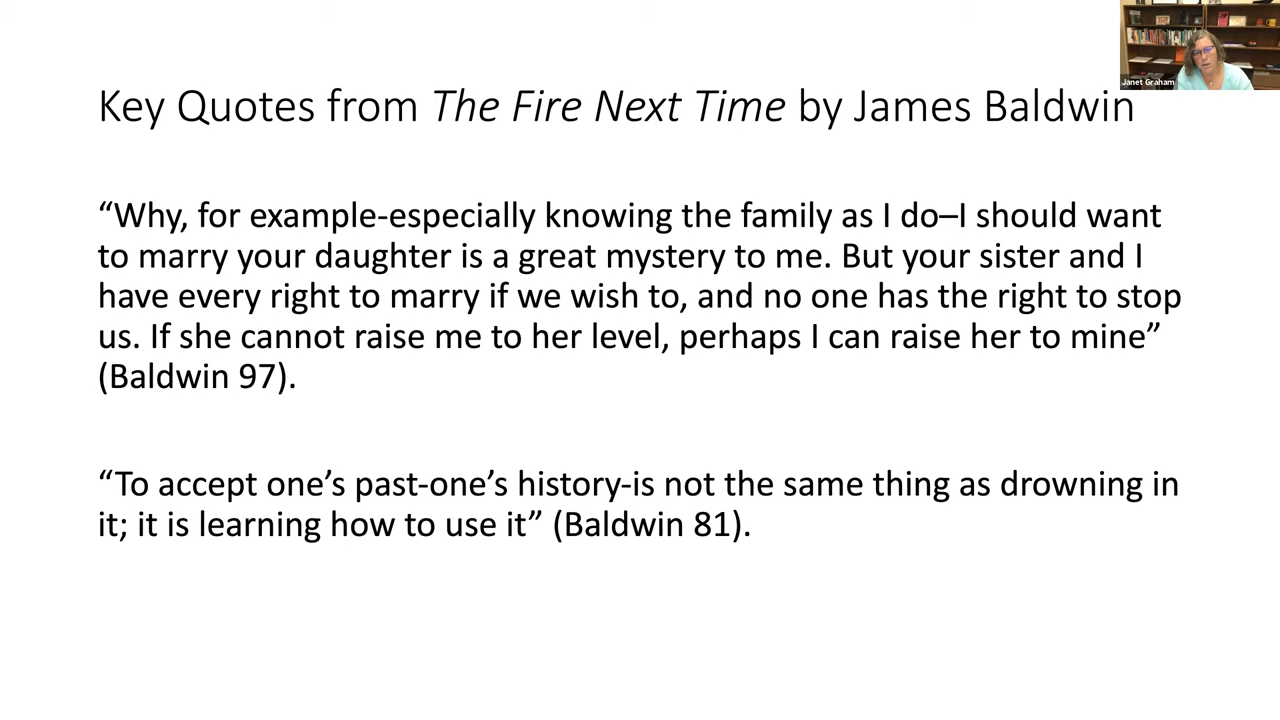 Janet Graham
Key Quotes from The Fire Next Time by James Baldwin
“Why, for example-especially knowing the family as I do–I should want
to marry your daughter is a great mystery to me. But your sister and I
have every right to marry if we wish to, and no one has the right to stop
us. If she cannot raise me to her level, perhaps I can raise her to mine”
(Baldwin 97).
“To accept one’s past-one’s history-is not the same thing as drowning in
it; it is learning how to use it” (Baldwin 81).